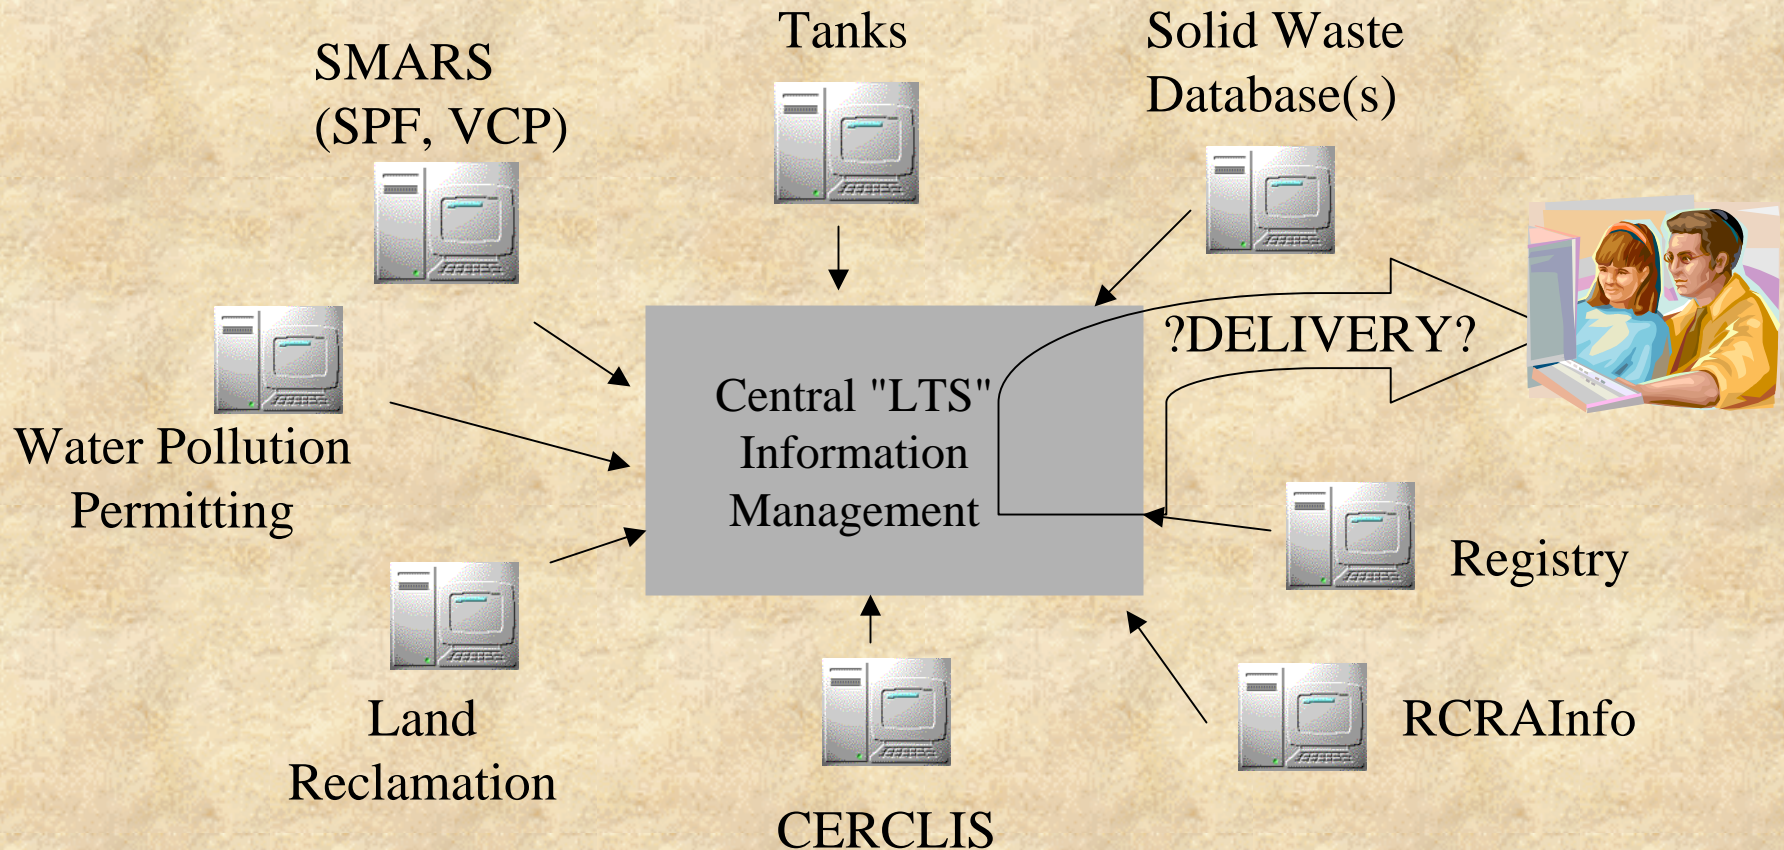 SMARS
(SPF, VCP)
Tanks
Solid Waste
Database(s)
?DELIVERY?
Water Pollution
Permitting
Central "LTS"
Information
Management
Registry
Land
Reclamation
RCRAInfo
CERCLIS